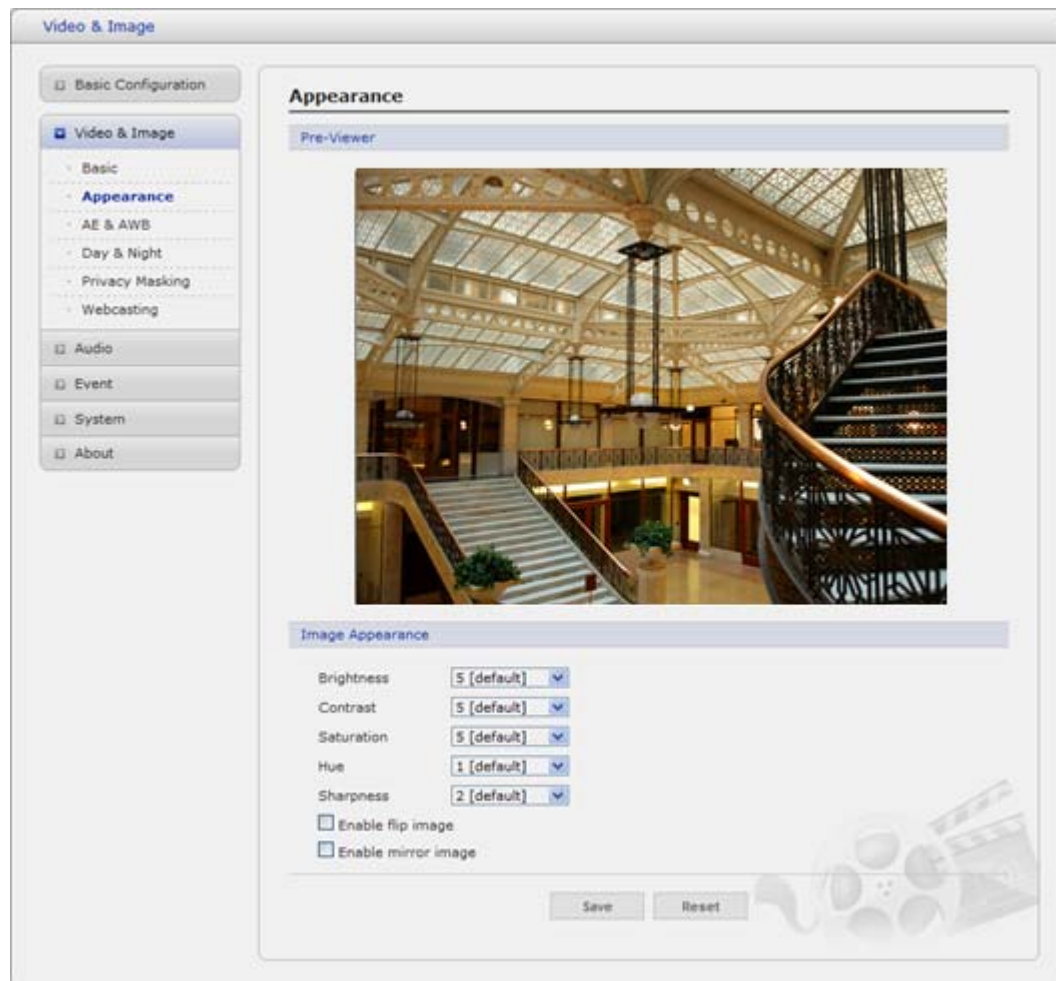 Video & Image
Basic Configuration
Video & Image
Basic
Appearance
AE & AWB
Day & Night
Privacy Masking
Webcasting
Audio
Event
System
About
Appearance
Pre-Viewer
Image Appearance
Brightness 5 [default]
Contrast 5 [default]
Saturation 5 [default]
Hue 1 [default]
Sharpness 2 [default]
Enable flip image
Enable mirror image
Save Reset